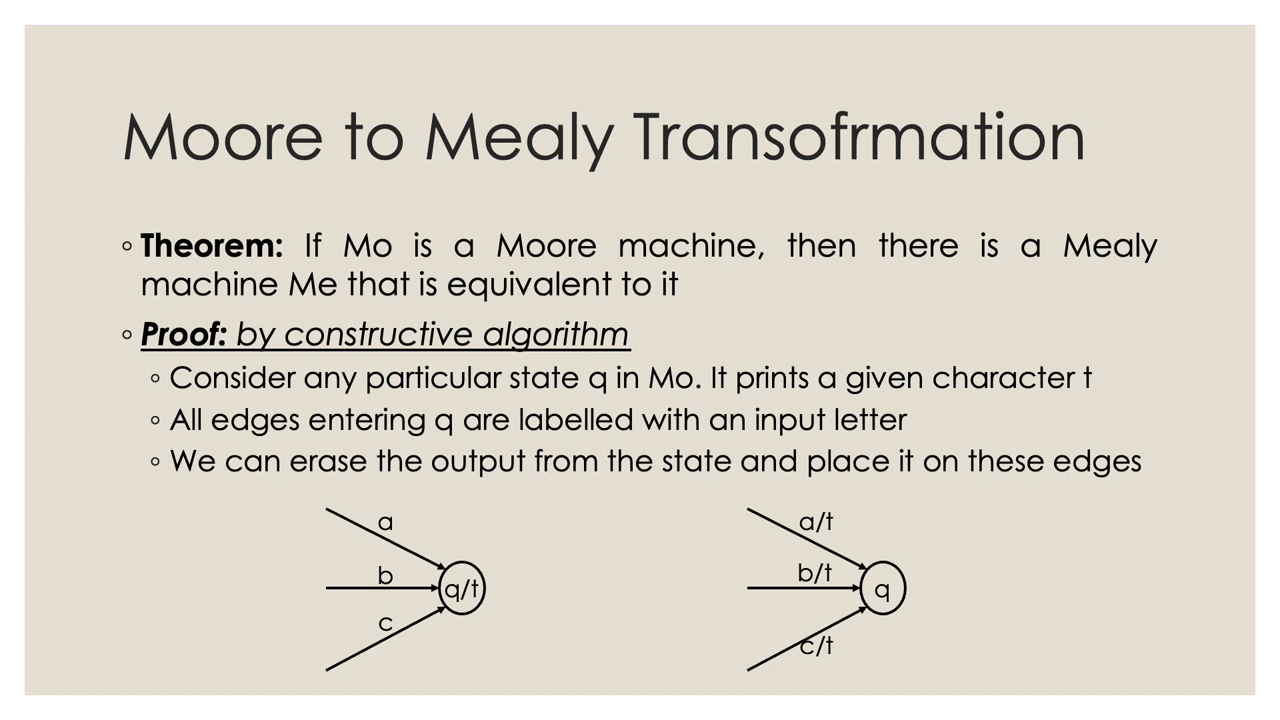 Moore to Mealy Transofrmation
◦ Theorem: If Mo is a Moore machine, then there is a Mealy
machine Me that is equivalent to it
◦ Proof: by constructive algorithm
◦ Consider any particular state q in Mo. It prints a given character t
◦ All edges entering q are labelled with an input letter
◦ We can erase the output from the state and place it on these edges
a
b
c
q/t
a/t
b/t
c/t
q